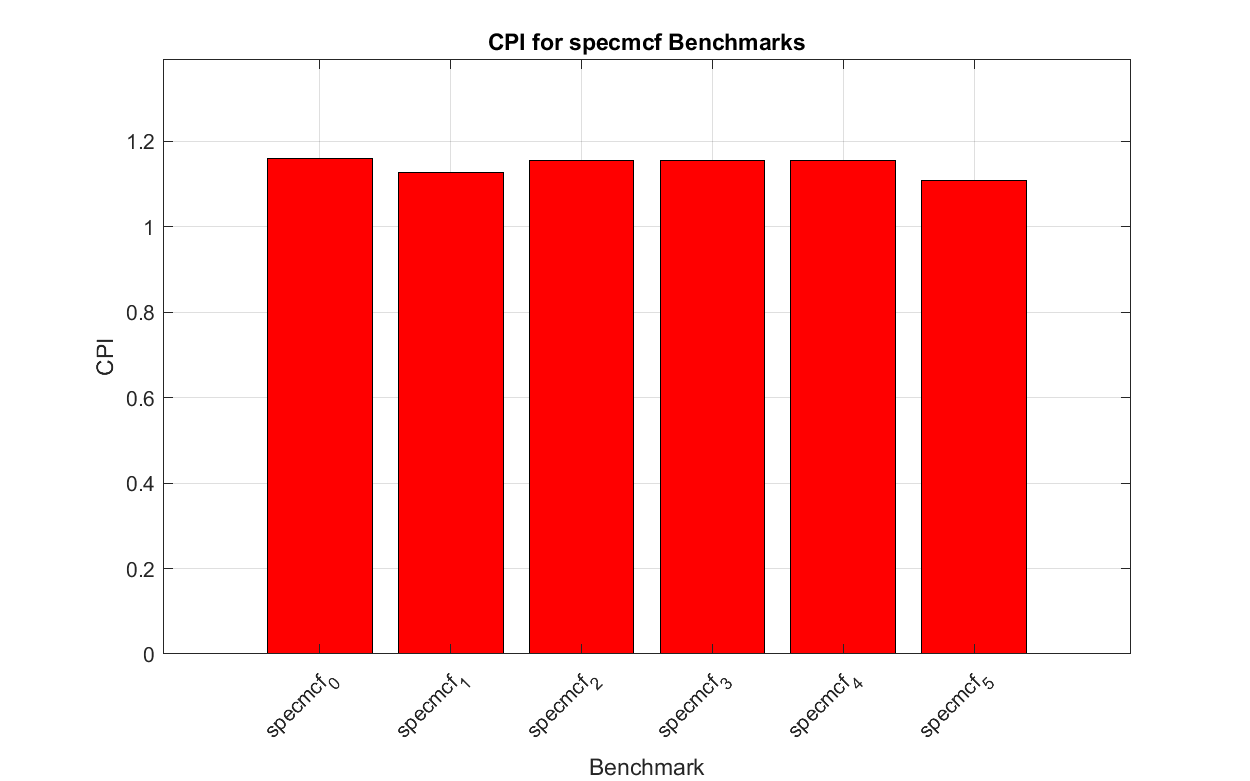 CPI for specmcf Benchmarks
1.2
1
0.8
0.6
0.4
0.2
0
CPI
specmcf₀
specmcf₁
specmcf₂
specmcf₃
specmcf₄
specmcf₅
Benchmark